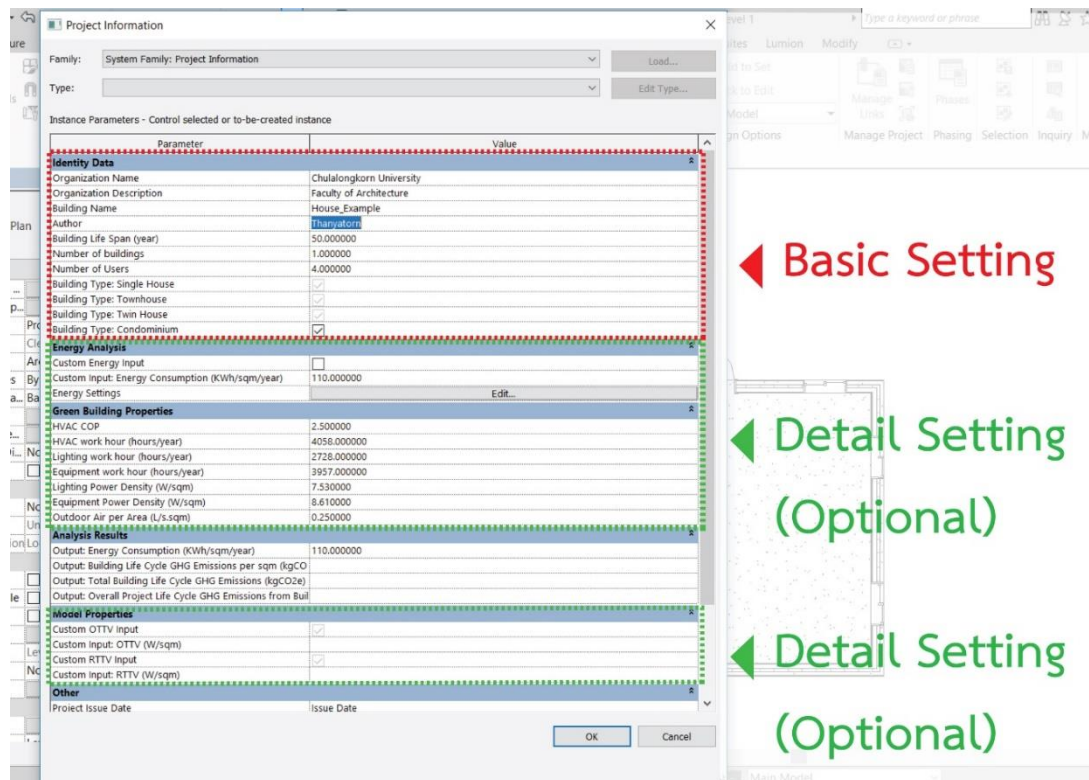 Project Information
Family: System Family: Project Information Load...
Type: Edit Type...
Instance Parameters - Control selected or to-be-created instance
Parameter Value
Identity Data
Organization Name Chulalongkorn University
Organization Description Faculty of Architecture
Building Name House_Example
Author Thanyatorn
Building Life Span (year) 50.000000
Number of buildings 1.000000
Number of Users 4.000000
Building Type: Single House
Building Type: Townhouse
Building Type: Twin House
Building Type: Condominium
Basic Setting
Energy Analysis
Custom Energy Input
Custom Input: Energy Consumption (KWh/sqm/year) 110.000000
Energy Settings Edit...
Green Building Properties
HVAC COP 2.500000
HVAC work hour (hours/year) 4058.000000
Lighting work hour (hours/year) 2728.000000
Equipment work hour (hours/year) 3957.000000
Lighting Power Density (W/sqm) 7.530000
Equipment Power Density (W/sqm) 8.610000
Outdoor Air per Area (L/s.sqm) 0.250000
Detail Setting
(Optional)
Analysis Results
Output: Energy Consumption (KWh/sqm/year) 110.000000
Output: Building Life Cycle GHG Emissions per sqm (kgCO
Output: Total Building Life Cycle GHG Emissions (kgCO2e)
Output: Overall Project Life Cycle GHG Emissions from Buil
Model Properties
Custom OTTV Input
Custom Input: OTTV (W/sqm)
Custom RTTV Input
Custom Input: RTTV (W/sqm)
Detail Setting
(Optional)
Other
Project Issue Date Issue Date
OK Cancel
Type a keyword or phrase
Lumion Modify
Manage Links Phases
Manage Project Phasing Selection Inquiry
Plan
Main Model